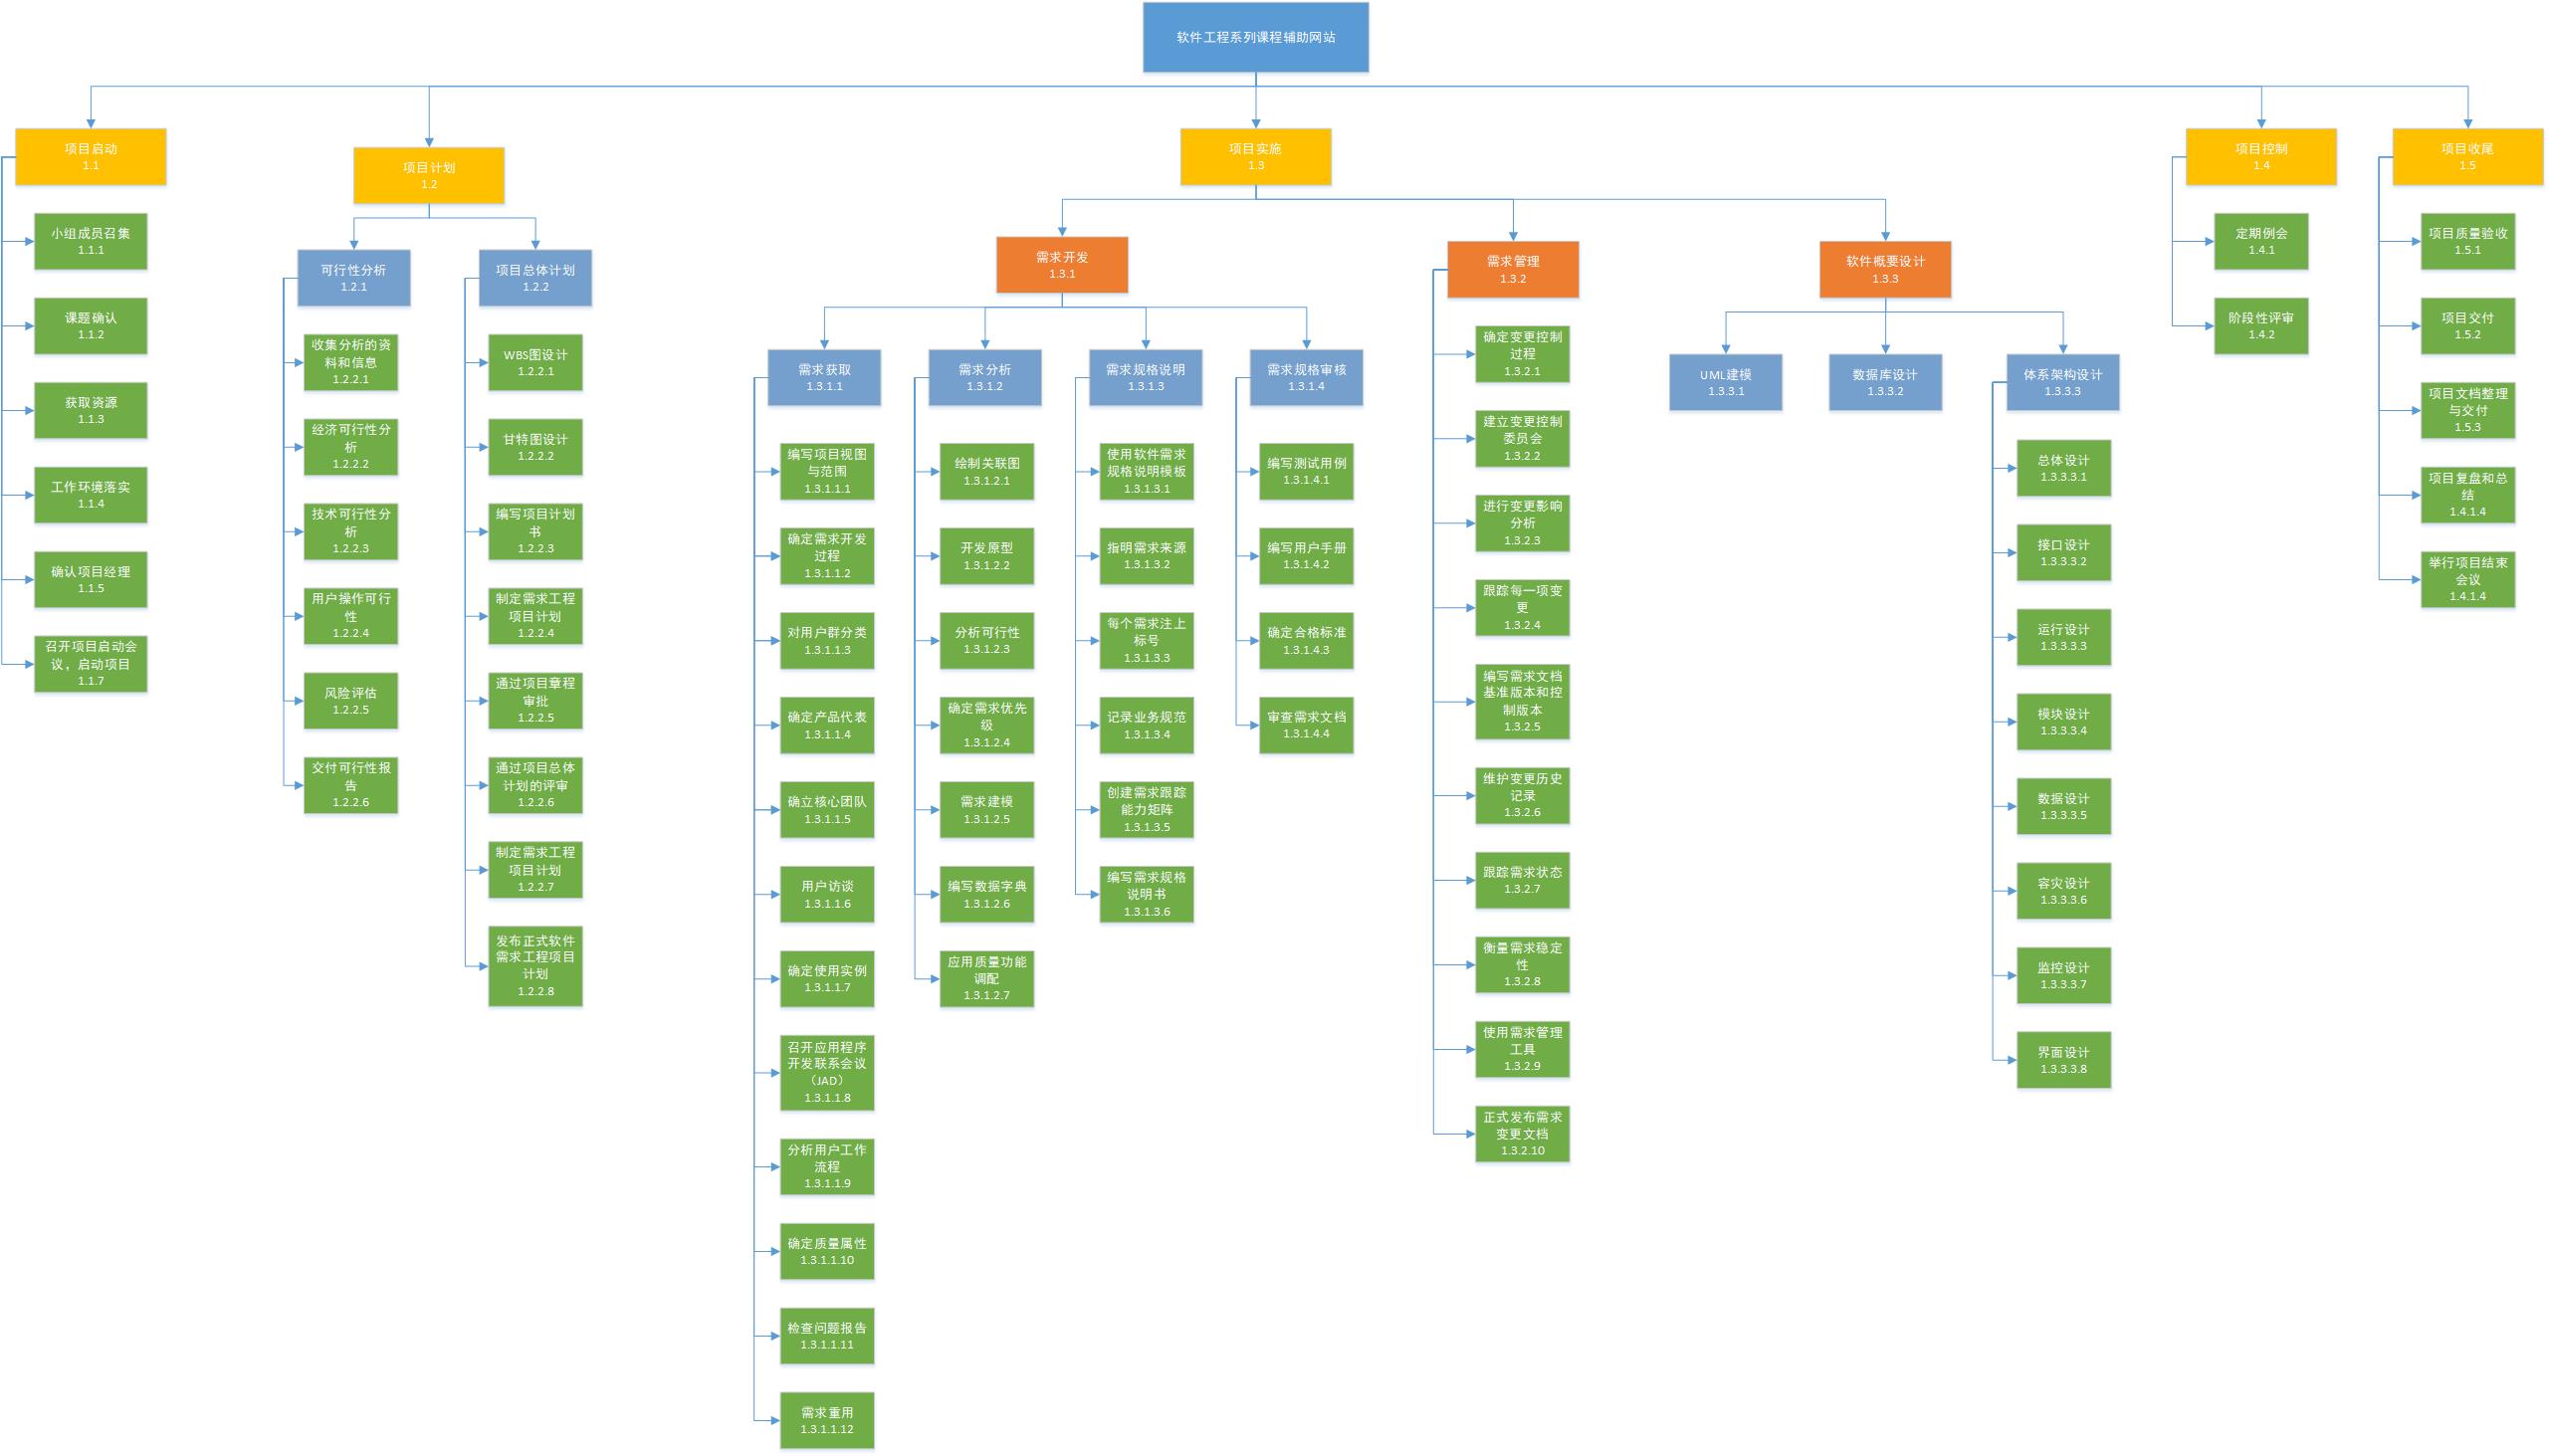 软件工程系列课程辅助网站
项目启动
1.1
小组成员召集
1.1.1
课题确认
1.1.2
获取资源
1.1.3
工作环境落实
1.1.4
确认项目经理
1.1.5
召开项目启动会
议，启动项目
1.1.7
项目计划
1.2
可行性分析
1.2.1
收集分析的资
料和信息
1.2.2.1
经济可行性分
析
1.2.2.2
技术可行性分
析
1.2.2.3
用户操作可行
性
1.2.2.4
风险评估
1.2.2.5
交付可行性报
告
1.2.2.6
项目总体计划
1.2.2
WBS图设计
1.2.2.1
甘特图设计
1.2.2.2
编写项目计划
书
1.2.2.3
制定需求工程
项目计划
1.2.2.4
通过项目章程
审批
1.2.2.5
通过项目总体
计划的评审
1.2.2.6
制定需求工程
项目计划
1.2.2.7
发布正式软件
需求工程项目
计划
1.2.2.8
项目实施
1.3
需求开发
1.3.1
需求获取
1.3.1.1
编写项目视图
与范围
1.3.1.1.1
确定需求开发
过程
1.3.1.1.2
对用户群分类
1.3.1.1.3
确定产品代表
1.3.1.1.4
确立核心团队
1.3.1.1.5
用户访谈
1.3.1.1.6
确定使用实例
1.3.1.1.7
召开应用程序
开发联系会议
（JAD）
1.3.1.1.8
分析用户工作
流程
1.3.1.1.9
确定质量属性
1.3.1.1.10
检查问题报告
1.3.1.1.11
需求重用
1.3.1.1.12
需求分析
1.3.1.2
绘制关联图
1.3.1.2.1
开发原型
1.3.1.2.2
分析可行性
1.3.1.2.3
确定需求优先
级
1.3.1.2.4
需求建模
1.3.1.2.5
编写数据字典
1.3.1.2.6
应用质量功能
调配
1.3.1.2.7
需求规格说明
1.3.1.3
使用软件需求
规格说明模板
1.3.1.3.1
指明需求来源
1.3.1.3.2
每个需求注上
标号
1.3.1.3.3
记录业务规范
1.3.1.3.4
创建需求跟踪
能力矩阵
1.3.1.3.5
编写需求规格
说明书
1.3.1.3.6
需求规格审核
1.3.1.4
编写测试用例
1.3.1.4.1
编写用户手册
1.3.1.4.2
确定合格标准
1.3.1.4.3
审查需求文档
1.3.1.4.4
需求管理
1.3.2
确定变更控制
过程
1.3.2.1
建立变更控制
委员会
1.3.2.2
进行变更影响
分析
1.3.2.3
跟踪每一项变
更
1.3.2.4
编写需求文档
基准版本和控
制版本
1.3.2.5
维护变更历史
记录
1.3.2.6
跟踪需求状态
1.3.2.7
衡量需求稳定
性
1.3.2.8
使用需求管理
工具
1.3.2.9
正式发布需求
变更文档
1.3.2.10
软件概要设计
1.3.3
UML建模
1.3.3.1
数据库设计
1.3.3.2
体系架构设计
1.3.3.3
总体设计
1.3.3.3.1
接口设计
1.3.3.3.2
运行设计
1.3.3.3.3
模块设计
1.3.3.3.4
数据设计
1.3.3.3.5
容灾设计
1.3.3.3.6
监控设计
1.3.3.3.7
界面设计
1.3.3.3.8
项目控制
1.4
定期例会
1.4.1
阶段性评审
1.4.2
项目收尾
1.5
项目质量验收
1.5.1
项目交付
1.5.2
项目文档整理
与交付
1.5.3
项目复盘和总
结
1.4.1.4
举行项目结束
会议
1.4.1.4